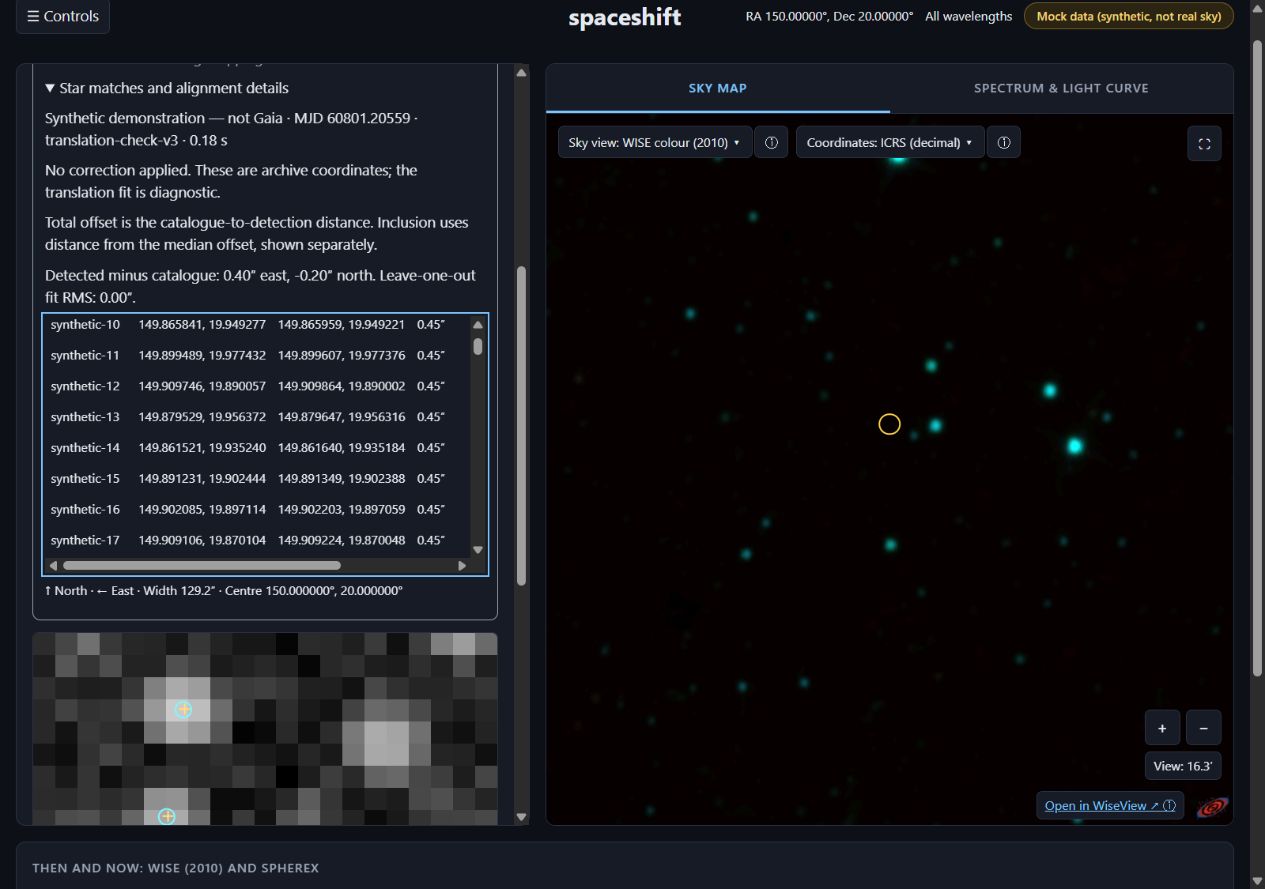 ☰ Controls
spaceshift
RA 150.00000°, Dec 20.00000°
All wavelengths
Mock data (synthetic, not real sky)
▼ Star matches and alignment details
Synthetic demonstration — not Gaia · MJD 60801.20559 ·
translation-check-v3 · 0.18 s
No correction applied. These are archive coordinates; the
translation fit is diagnostic.
Total offset is the catalogue-to-detection distance. Inclusion uses
distance from the median offset, shown separately.
Detected minus catalogue: 0.40″ east, -0.20″ north. Leave-one-out
fit RMS: 0.00″.
synthetic-10 149.865841, 19.949277 149.865959, 19.949221 0.45″
synthetic-11 149.899489, 19.977432 149.899607, 19.977376 0.45″
synthetic-12 149.909746, 19.890057 149.909864, 19.890002 0.45″
synthetic-13 149.879529, 19.956372 149.879647, 19.956316 0.45″
synthetic-14 149.861521, 19.935240 149.861640, 19.935184 0.45″
synthetic-15 149.891231, 19.902444 149.891349, 19.902388 0.45″
synthetic-16 149.902085, 19.897114 149.902203, 19.897059 0.45″
synthetic-17 149.909106, 19.870104 149.909224, 19.870048 0.45″
↑ North · ← East · Width 129.2″ · Centre 150.000000°, 20.000000°
SKY MAP
SPECTRUM & LIGHT CURVE
Sky view: WISE colour (2010) ▾ ⓘ
Coordinates: ICRS (decimal) ▾ ⓘ
+ −
View: 16.3′
Open in WiseView ↗ ⓘ
THEN AND NOW: WISE (2010) AND SPHEREX